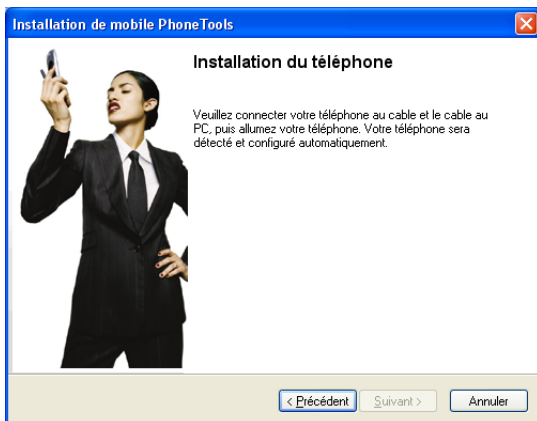 Installation de mobile PhoneTools
Installation du téléphone
Veuillez connecter votre téléphone au cable et le cable au
PC, puis allumez votre téléphone. Votre téléphone sera
détecté et configuré automatiquement.
< Précédent
Suivant >
Annuler